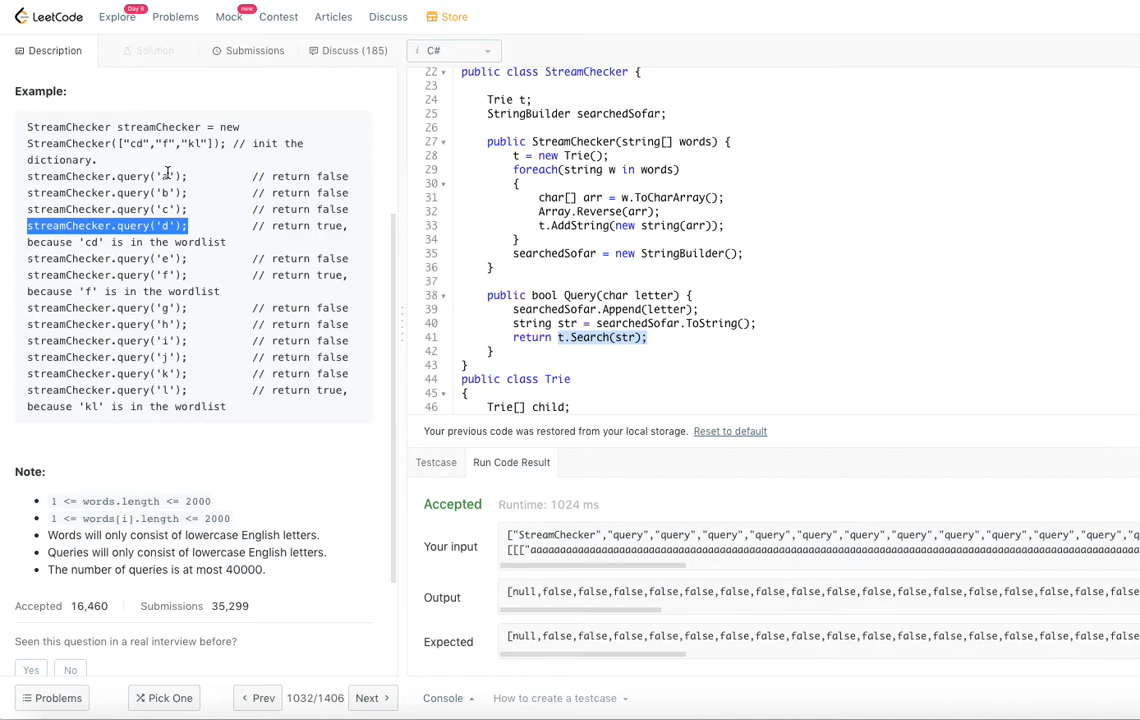 LeetCode
Explore
Day 6
Problems
Mock
new
Contest
Articles
Discuss
Store
Description
Solution
Submissions
Discuss (185)
i C#
Example:
StreamChecker streamChecker = new
StreamChecker(["cd","f","kl"]); // init the
dictionary.
streamChecker.query('a'); // return false
streamChecker.query('b'); // return false
streamChecker.query('c'); // return false
streamChecker.query('d'); // return true,
because 'cd' is in the wordlist
streamChecker.query('e'); // return false
streamChecker.query('f'); // return true,
because 'f' is in the wordlist
streamChecker.query('g'); // return false
streamChecker.query('h'); // return false
streamChecker.query('i'); // return false
streamChecker.query('j'); // return false
streamChecker.query('k'); // return false
streamChecker.query('l'); // return true,
because 'kl' is in the wordlist
Note:
• 1 <= words.length <= 2000
• 1 <= words[i].length <= 2000
• Words will only consist of lowercase English letters.
• Queries will only consist of lowercase English letters.
• The number of queries is at most 40000.
Accepted 16,460 Submissions 35,299
Seen this question in a real interview before?
Yes No
Problems
Pick One
< Prev 1032/1406 Next >
22 public class StreamChecker {
23
24 Trie t;
25 StringBuilder searchedSofar;
26
27 public StreamChecker(string[] words) {
28 t = new Trie();
29 foreach(string w in words)
30 {
31 char[] arr = w.ToCharArray();
32 Array.Reverse(arr);
33 t.AddString(new string(arr));
34 }
35 searchedSofar = new StringBuilder();
36 }
37
38 public bool Query(char letter) {
39 searchedSofar.Append(letter);
40 string str = searchedSofar.ToString();
41 return t.Search(str);
42 }
43 }
44 public class Trie
45 {
46 Trie[] child;
Your previous code was restored from your local storage. Reset to default
Testcase
Run Code Result
Accepted Runtime: 1024 ms
Your input
["StreamChecker","query","query","query","query","query","query","query","query","query","query","q
Output
[null,false,false,false,false,false,false,false,false,false,false,false,false,false,false,false,false
Expected
[null,false,false,false,false,false,false,false,false,false,false,false,false,false,false,false,false
Console
How to create a testcase